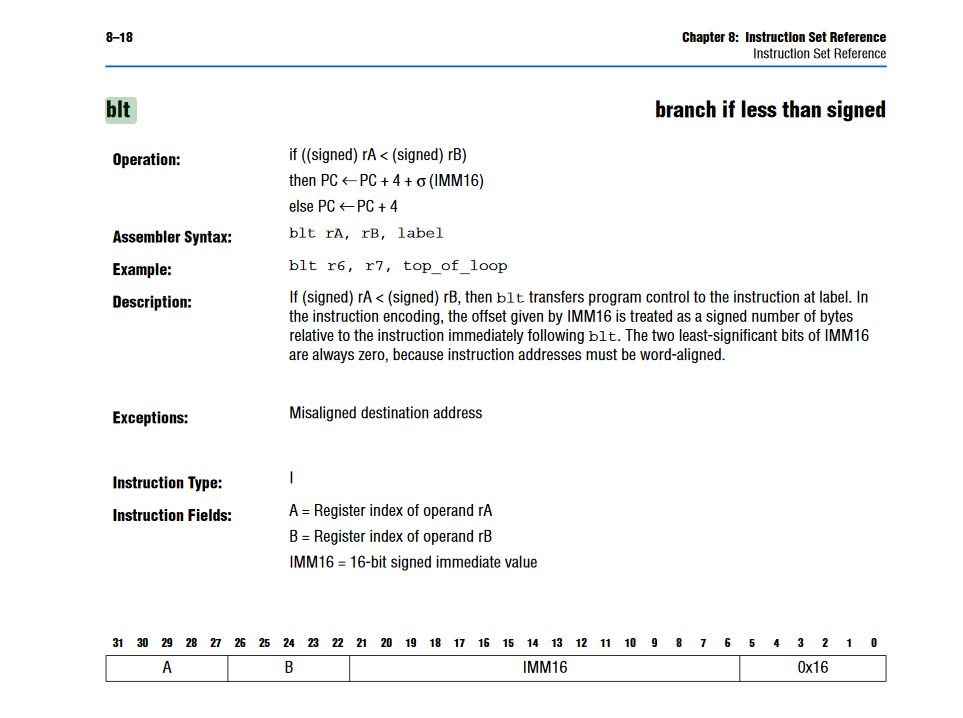 8–18
Chapter 8: Instruction Set Reference
Instruction Set Reference
blt
branch if less than signed
Operation:
if ((signed) rA < (signed) rB)
then PC ← PC + 4 + σ (IMM16)
else PC ← PC + 4
Assembler Syntax:
blt rA, rB, label
Example:
blt r6, r7, top_of_loop
Description:
If (signed) rA < (signed) rB, then blt transfers program control to the instruction at label. In
the instruction encoding, the offset given by IMM16 is treated as a signed number of bytes
relative to the instruction immediately following blt. The two least-significant bits of IMM16
are always zero, because instruction addresses must be word-aligned.
Exceptions:
Misaligned destination address
Instruction Type:
I
Instruction Fields:
A = Register index of operand rA
B = Register index of operand rB
IMM16 = 16-bit signed immediate value
31 30 29 28 27 26 25 24 23 22 21 20 19 18 17 16 15 14 13 12 11 10 9 8 7 6 5 4 3 2 1 0
A B IMM16 0x16